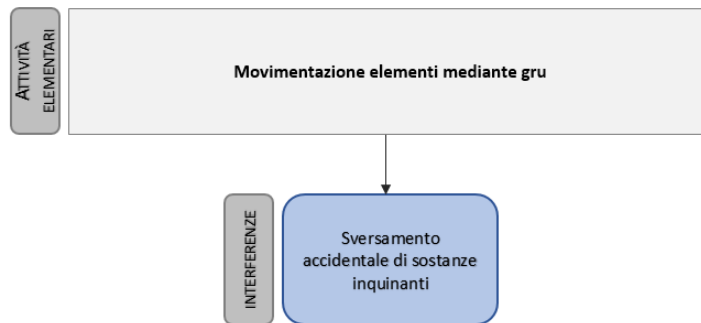 ATTIVITÀ
ELEMENTARI
Movimentazione elementi mediante gru
INTERFERENZE
Sversamento
accidentale di sostanze
inquinanti